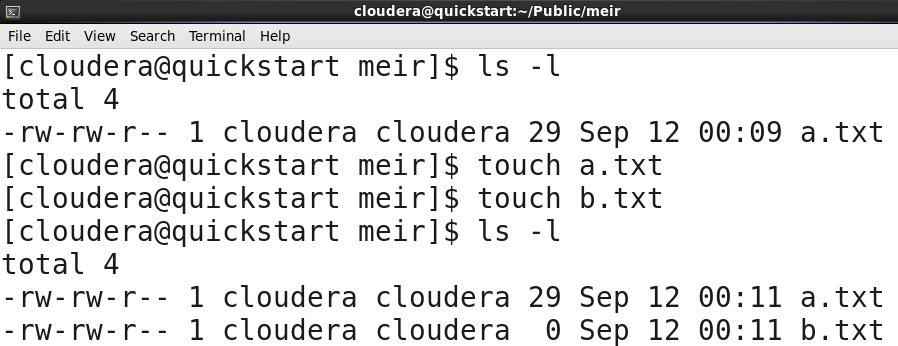 cloudera@quickstart:~/Public/meir
File Edit View Search Terminal Help
[cloudera@quickstart meir]$ ls -l
total 4
-rw-rw-r-- 1 cloudera cloudera 29 Sep 12 00:09 a.txt
[cloudera@quickstart meir]$ touch a.txt
[cloudera@quickstart meir]$ touch b.txt
[cloudera@quickstart meir]$ ls -l
total 4
-rw-rw-r-- 1 cloudera cloudera 29 Sep 12 00:11 a.txt
-rw-rw-r-- 1 cloudera cloudera  0 Sep 12 00:11 b.txt